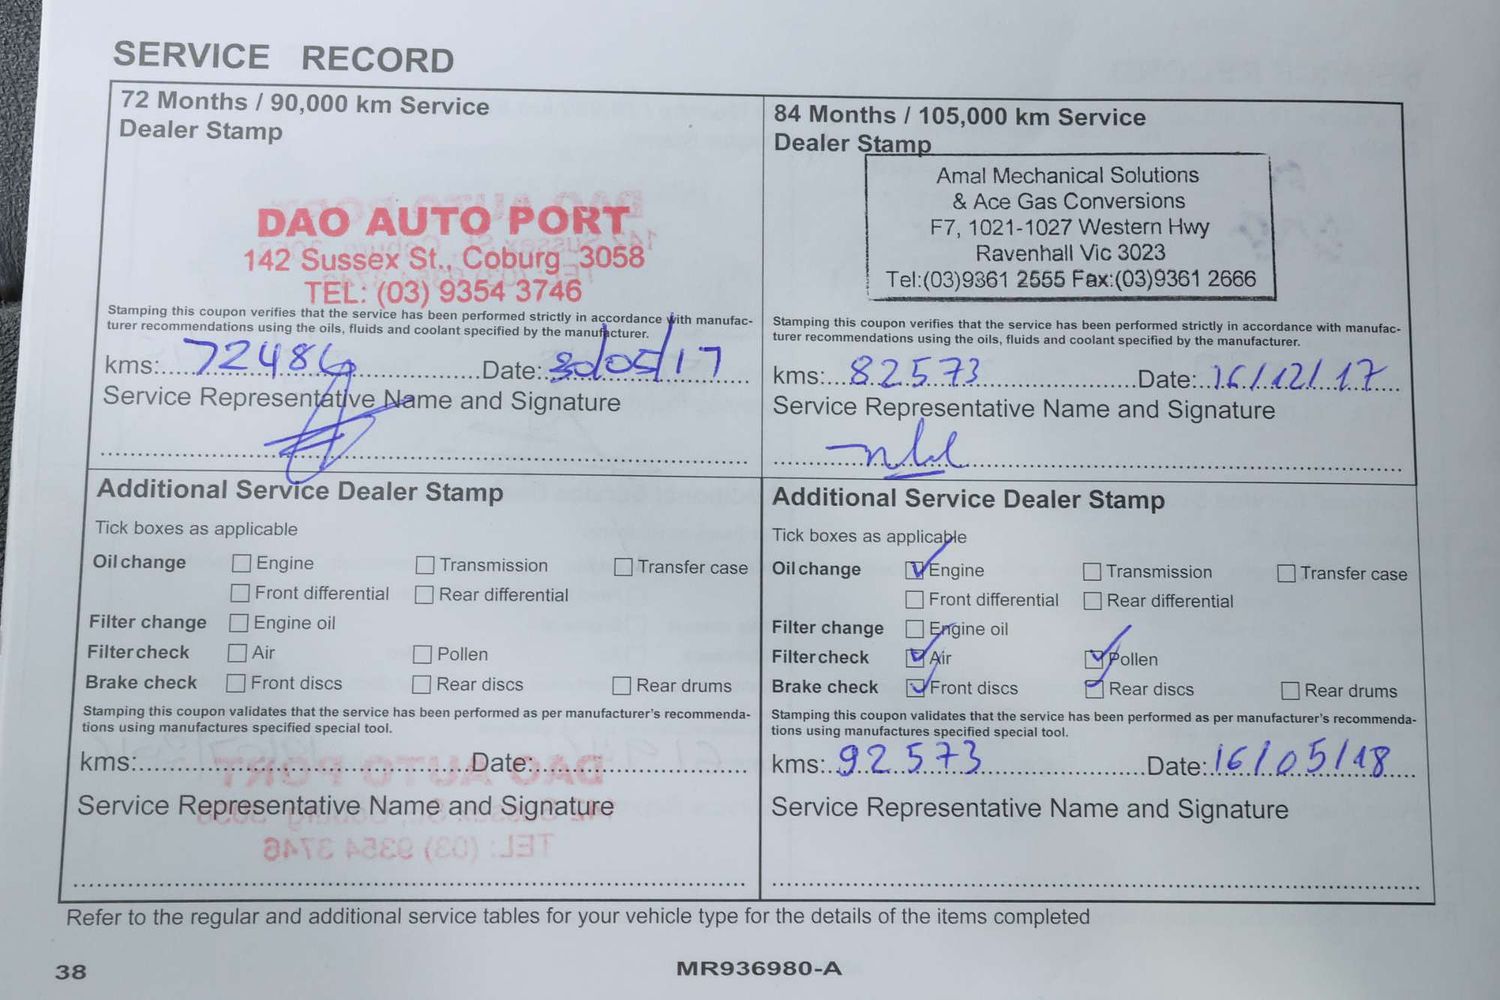 SERVICE RECORD
72 Months / 90,000 km Service
Dealer Stamp
DAO AUTO PORT
142 Sussex St., Coburg 3058
TEL: (03) 9354 3746
Stamping this coupon verifies that the service has been performed strictly in accordance with manufac-
turer recommendations using the oils, fluids and coolant specified by the manufacturer.
kms: 72486 Date: 30/05/17
Service Representative Name and Signature
Additional Service Dealer Stamp
Tick boxes as applicable
Oil change Engine Transmission Transfer case
Front differential Rear differential
Filter change Engine oil
Filter check Air Pollen
Brake check Front discs Rear discs Rear drums
Stamping this coupon validates that the service has been performed as per manufacturer's recommenda-
tions using manufactures specified special tool.
kms: Date:
Service Representative Name and Signature
84 Months / 105,000 km Service
Dealer Stamp
Amal Mechanical Solutions
& Ace Gas Conversions
F7, 1021-1027 Western Hwy
Ravenhall Vic 3023
Tel:(03)9361 2555 Fax:(03)9361 2666
Stamping this coupon verifies that the service has been performed strictly in accordance with manufac-
turer recommendations using the oils, fluids and coolant specified by the manufacturer.
kms: 82573 Date: 16/12/17
Service Representative Name and Signature
Additional Service Dealer Stamp
Tick boxes as applicable
Oil change Engine Transmission Transfer case
Front differential Rear differential
Filter change Engine oil
Filter check Air Pollen
Brake check Front discs Rear discs Rear drums
Stamping this coupon validates that the service has been performed as per manufacturer's recommenda-
tions using manufactures specified special tool.
kms: 92573 Date: 16/05/18
Service Representative Name and Signature
Refer to the regular and additional service tables for your vehicle type for the details of the items completed
38
MR936980-A